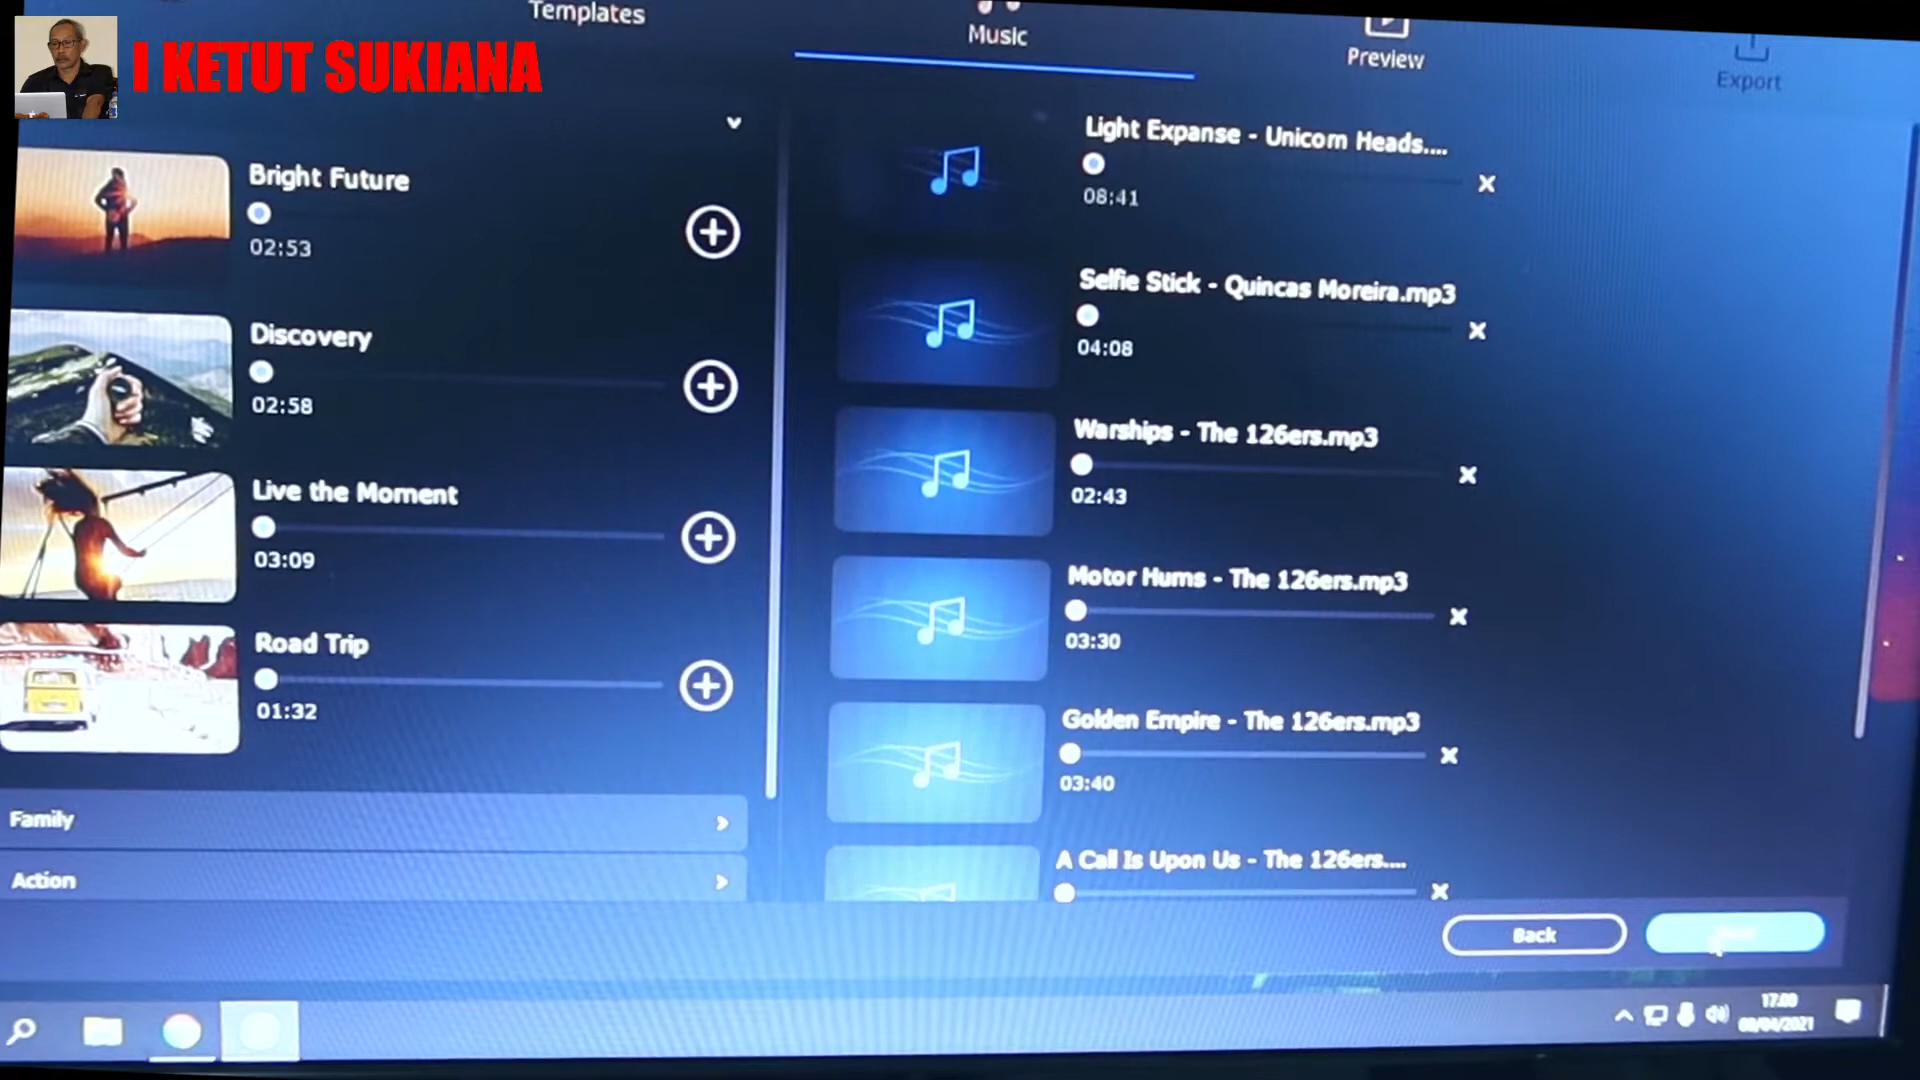 I KETUT SUKIANA
Templates
Music
Preview
Export
Bright Future
02:53
Discovery
02:58
Live the Moment
03:09
Road Trip
01:32
Family
Action
Light Expanse - Unicorn Heads....
08:41
Selfie Stick - Quincas Moreira.mp3
04:08
Warships - The 126ers.mp3
02:43
Motor Hums - The 126ers.mp3
03:30
Golden Empire - The 126ers.mp3
03:40
A Call Is Upon Us - The 126ers....
Back
17.00